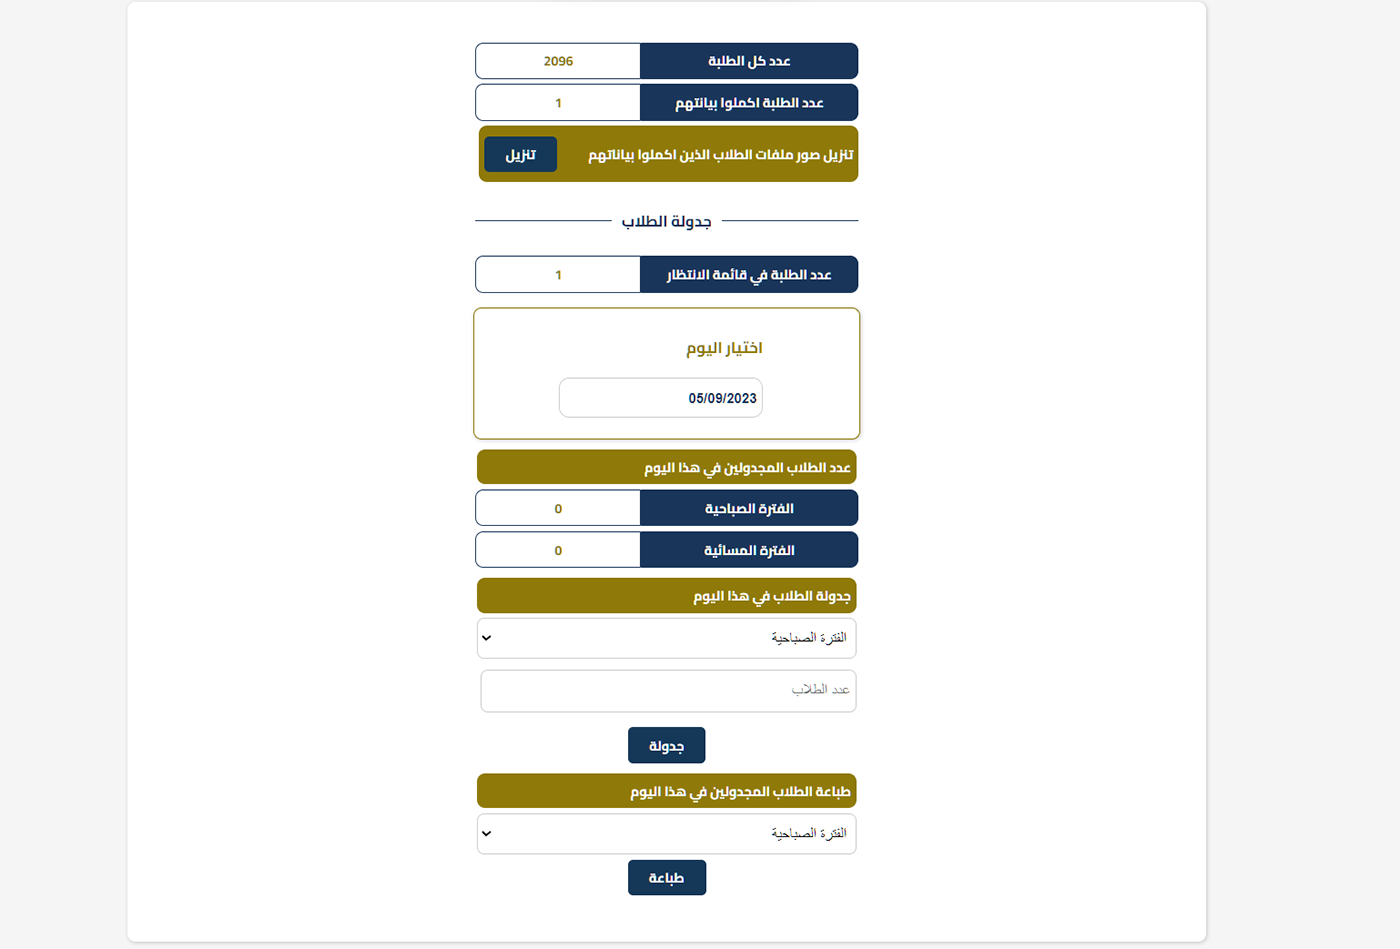 عدد كل الطلبة 2096
عدد الطلبة اكملوا بيانتهم 1
تنزيل صور ملفات الطلاب الذين اكملوا بياناتهم تنزيل
جدولة الطلاب
عدد الطلبة في قائمة الانتظار 1
اختيار اليوم
05/09/2023
عدد الطلاب المجدولين في هذا اليوم
الفترة الصباحية 0
الفترة المسائية 0
جدولة الطلاب في هذا اليوم
الفترة الصباحية
عدد الطلاب
جدولة
طباعة الطلاب المجدولين في هذا اليوم
الفترة الصباحية
طباعة